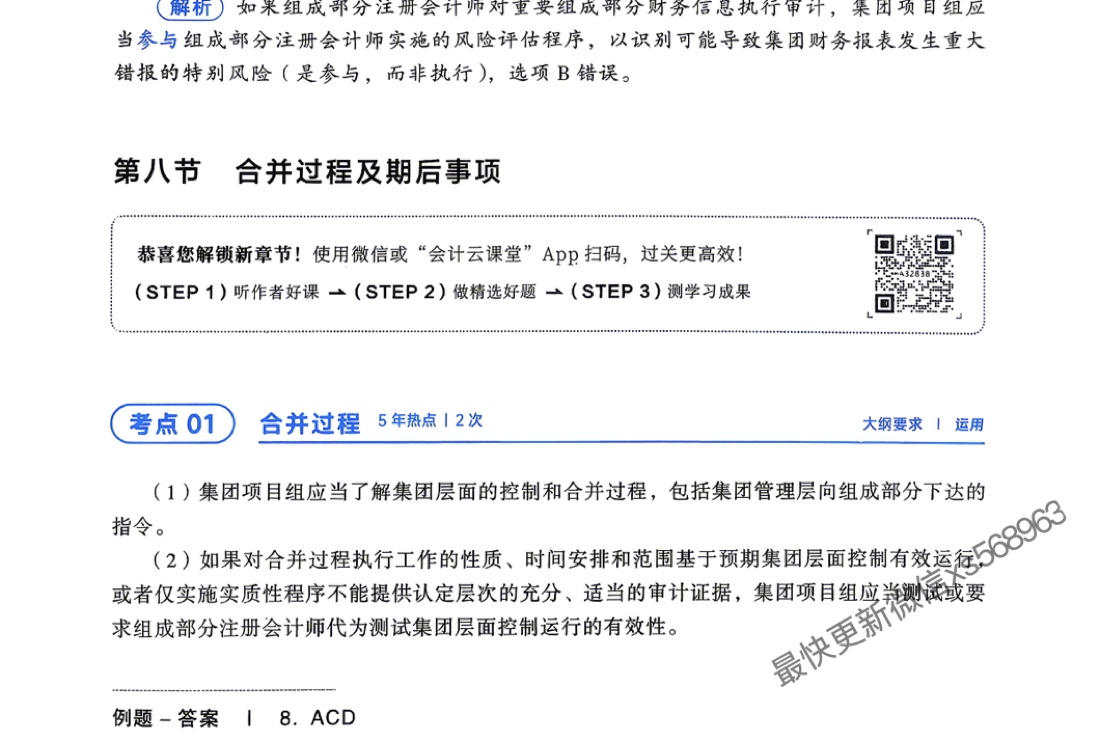 解析 如果组成部分注册会计师对重要组成部分财务信息执行审计，集团项目组应
当参与组成部分注册会计师实施的风险评估程序，以识别可能导致集团财务报表发生重大
错报的特别风险（是参与，而非执行），选项 B 错误。
第八节 合并过程及期后事项
恭喜您解锁新章节！使用微信或“会计云课堂”App 扫码，过关更高效！
（STEP 1）听作者好课 ⇀（STEP 2）做精选好题 ⇀（STEP 3）测学习成果
432838
考点 01 合并过程 5 年热点 | 2 次 大纲要求 | 运用
（1）集团项目组应当了解集团层面的控制和合并过程，包括集团管理层向组成部分下达的
指令。
（2）如果对合并过程执行工作的性质、时间安排和范围基于预期集团层面控制有效运行，
或者仅实施实质性程序不能提供认定层次的充分、适当的审计证据，集团项目组应当测试或要
求组成部分注册会计师代为测试集团层面控制运行的有效性。
最快更新微信x3568963
例题 – 答案 | 8. ACD